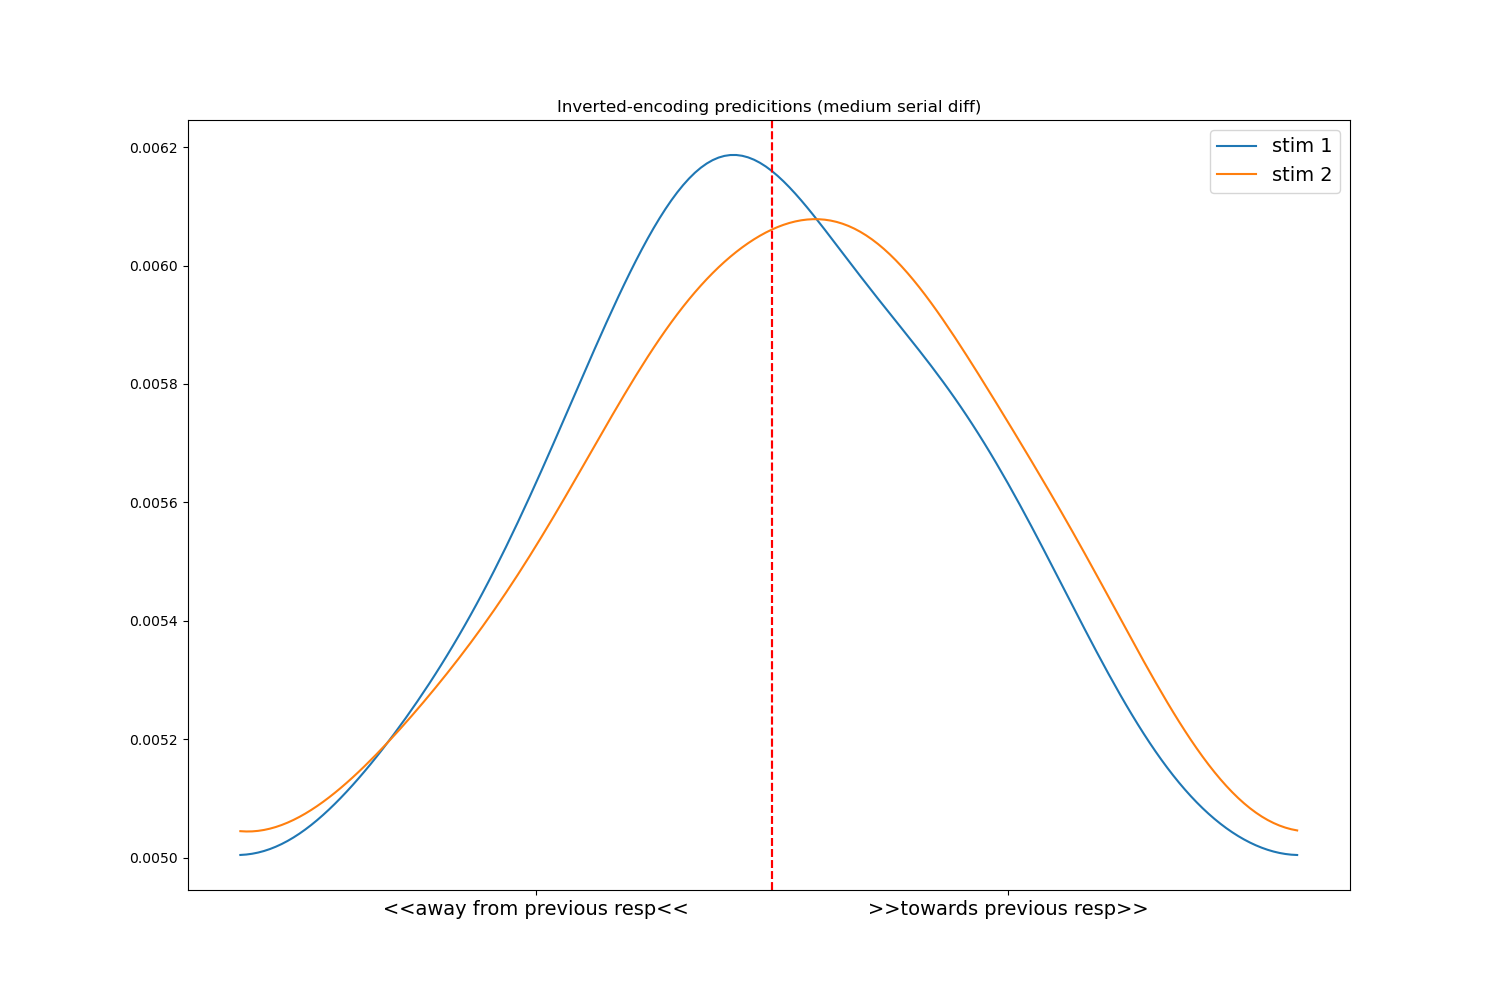 Inverted-encoding predicitions (medium serial diff)
stim 1
stim 2
0.0062
0.0060
0.0058
0.0056
0.0054
0.0052
0.0050
<<away from previous resp<<
>>towards previous resp>>